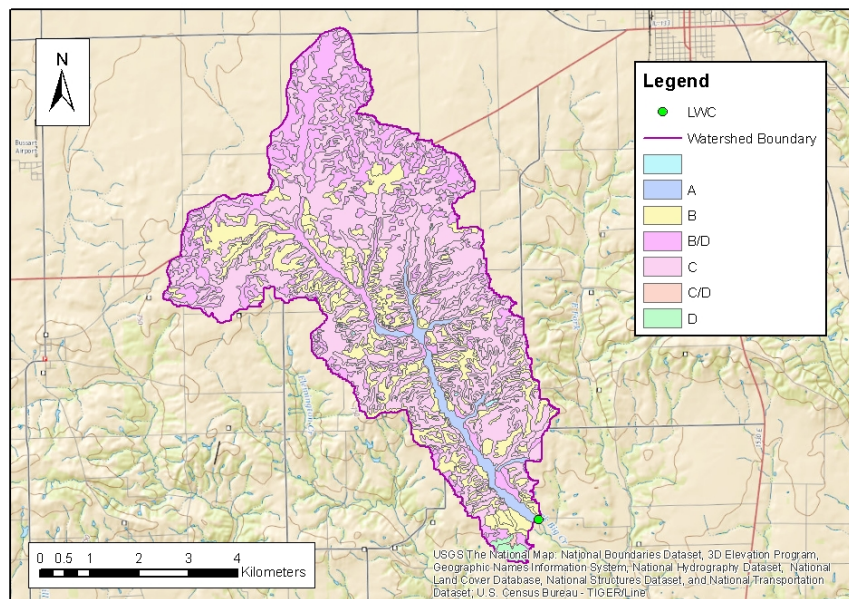 N
Legend
LWC
Watershed Boundary
A
B
B/D
C
C/D
D
Airport
0 0.5 1 2 3 4
Kilometers
USGS The National Map: National Boundaries Dataset, 3D Elevation Program,
Geographic Names Information System, National Hydrography Dataset, National
Land Cover Database, National Structures Dataset, and National Transportation
Dataset; U.S. Census Bureau - TIGER/Line